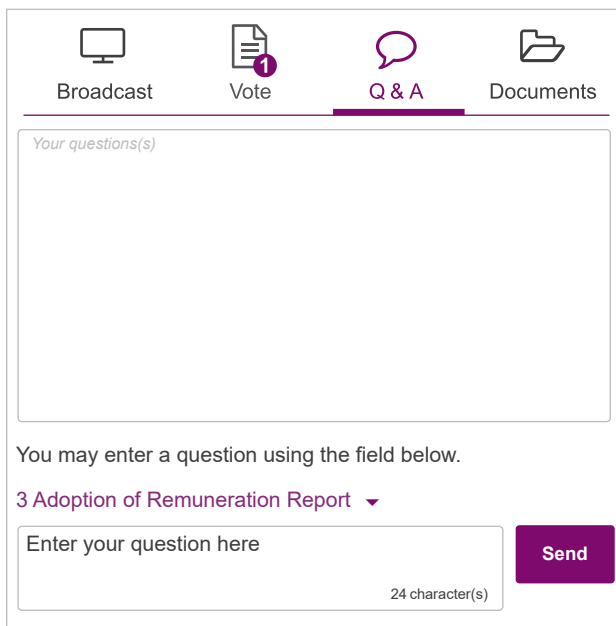 1
Broadcast Vote Q & A Documents
Your questions(s)
You may enter a question using the field below.
3 Adoption of Remuneration Report
Enter your question here
Send
24 character(s)